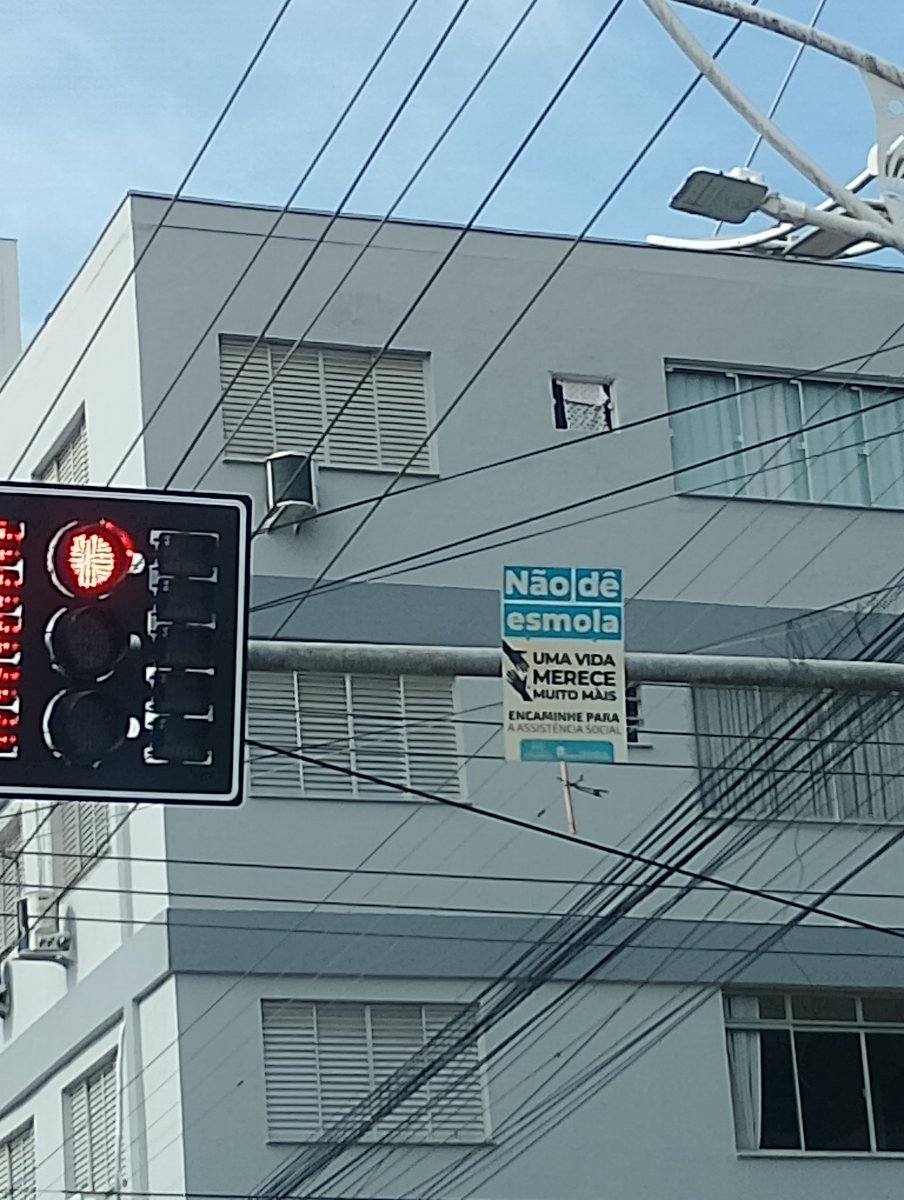 Não dê
esmola
UMA VIDA
MERECE
MUITO MAIS
ENCAMINHE PARA
A ASSISTÊNCIA SOCIAL